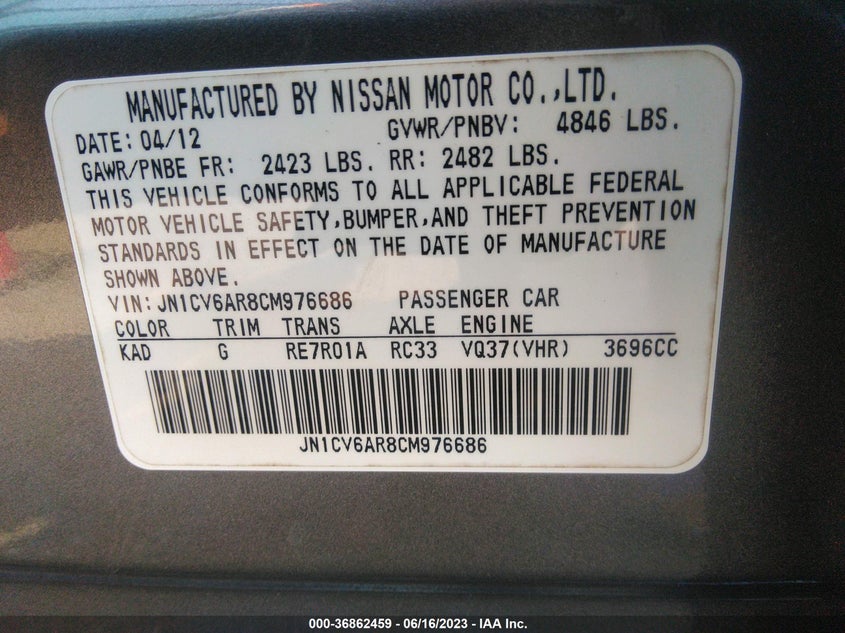 MANUFACTURED BY NISSAN MOTOR CO.,LTD.
DATE: 04/12 GVWR/PNBV: 4846 LBS.
GAWR/PNBE FR: 2423 LBS. RR: 2482 LBS.
THIS VEHICLE CONFORMS TO ALL APPLICABLE FEDERAL
MOTOR VEHICLE SAFETY,BUMPER,AND THEFT PREVENTION
STANDARDS IN EFFECT ON THE DATE OF MANUFACTURE
SHOWN ABOVE.
VIN:JN1CV6AR8CM976686 PASSENGER CAR
COLOR TRIM TRANS AXLE ENGINE
KAD G RE7R01A RC33 VQ37(VHR) 3696CC
JN1CV6AR8CM976686
000-36862459 - 06/16/2023 - IAA Inc.